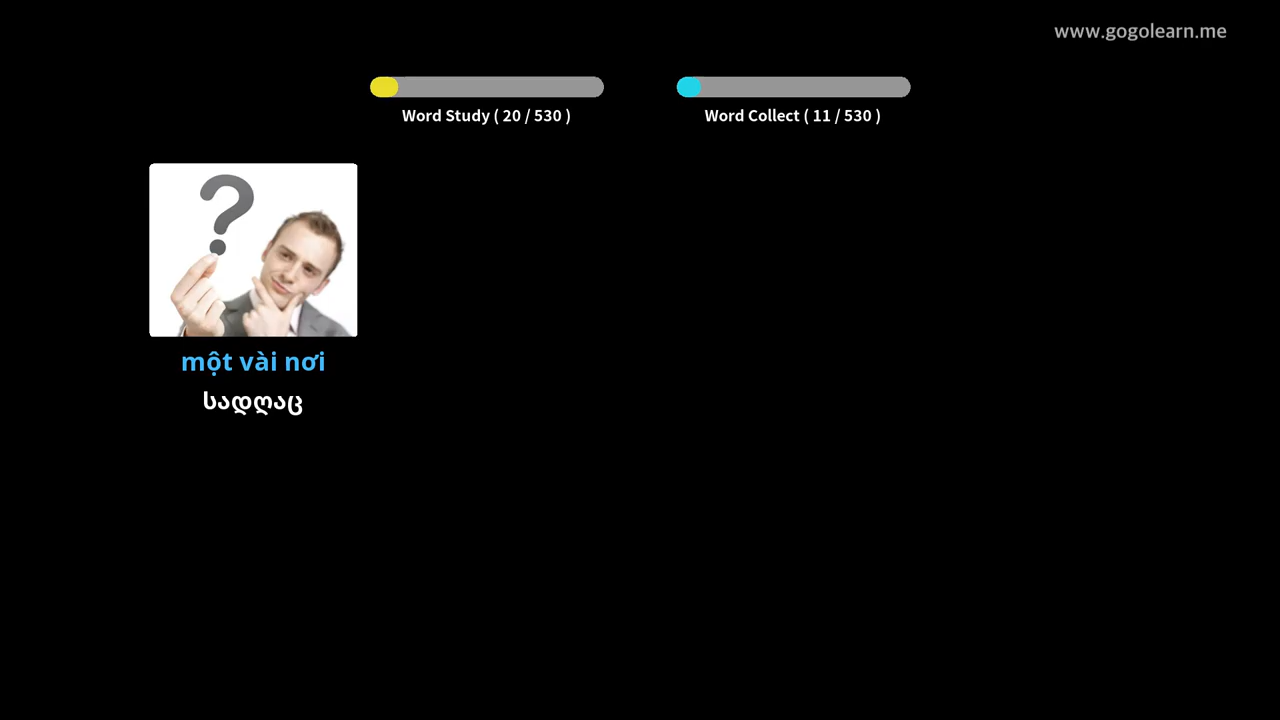 www.gogolearn.me
Word Study ( 20 / 530 )
Word Collect ( 11 / 530 )
?
một vài nơi
სადღაც